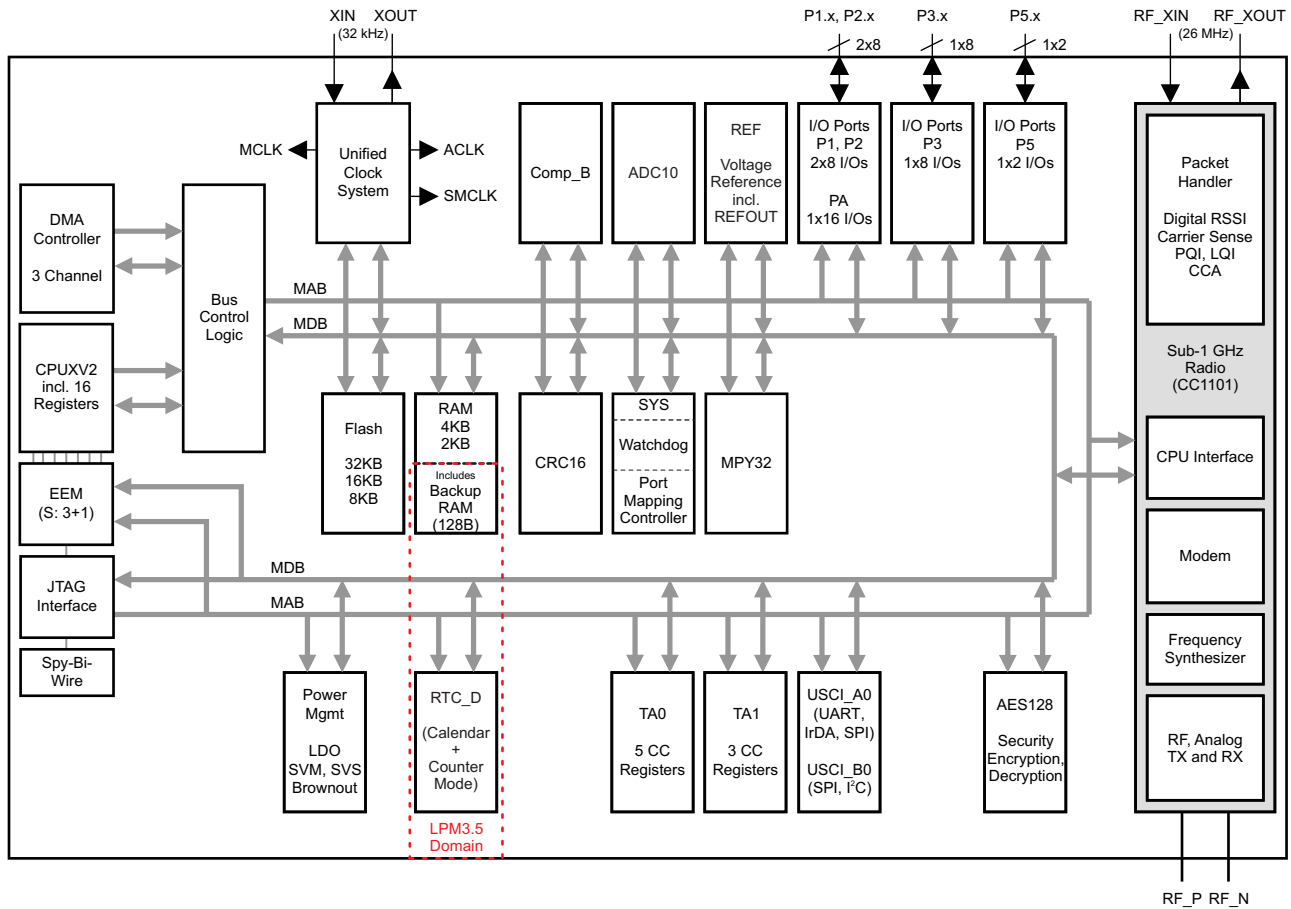 XIN XOUT
(32 kHz)
P1.x, P2.x
2x8
P3.x
1x8
P5.x
1x2
RF_XIN RF_XOUT
(26 MHz)
MCLK
Unified
Clock
System
ACLK
SMCLK
Comp_B
ADC10
REF
Voltage
Reference
incl.
REFOUT
I/O Ports
P1, P2
2x8 I/Os
PA
1x16 I/Os
I/O Ports
P3
1x8 I/Os
I/O Ports
P5
1x2 I/Os
Packet
Handler
Digital RSSI
Carrier Sense
PQI, LQI
CCA
DMA
Controller
3 Channel
Bus
Control
Logic
MAB
MDB
CPUXV2
incl. 16
Registers
Sub-1 GHz
Radio
(CC1101)
Flash
32KB
16KB
8KB
RAM
4KB
2KB
Includes
Backup
RAM
(128B)
CRC16
SYS
Watchdog
Port
Mapping
Controller
MPY32
CPU Interface
EEM
(S: 3+1)
Modem
JTAG
Interface
MDB
MAB
Spy-Bi-
Wire
Frequency
Synthesizer
Power
Mgmt
LDO
SVM, SVS
Brownout
RTC_D
(Calendar
+
Counter
Mode)
LPM3.5
Domain
TA0
5 CC
Registers
TA1
3 CC
Registers
USCI_A0
(UART,
IrDA, SPI)
USCI_B0
(SPI, I²C)
AES128
Security
Encryption,
Decryption
RF, Analog
TX and RX
RF_P RF_N